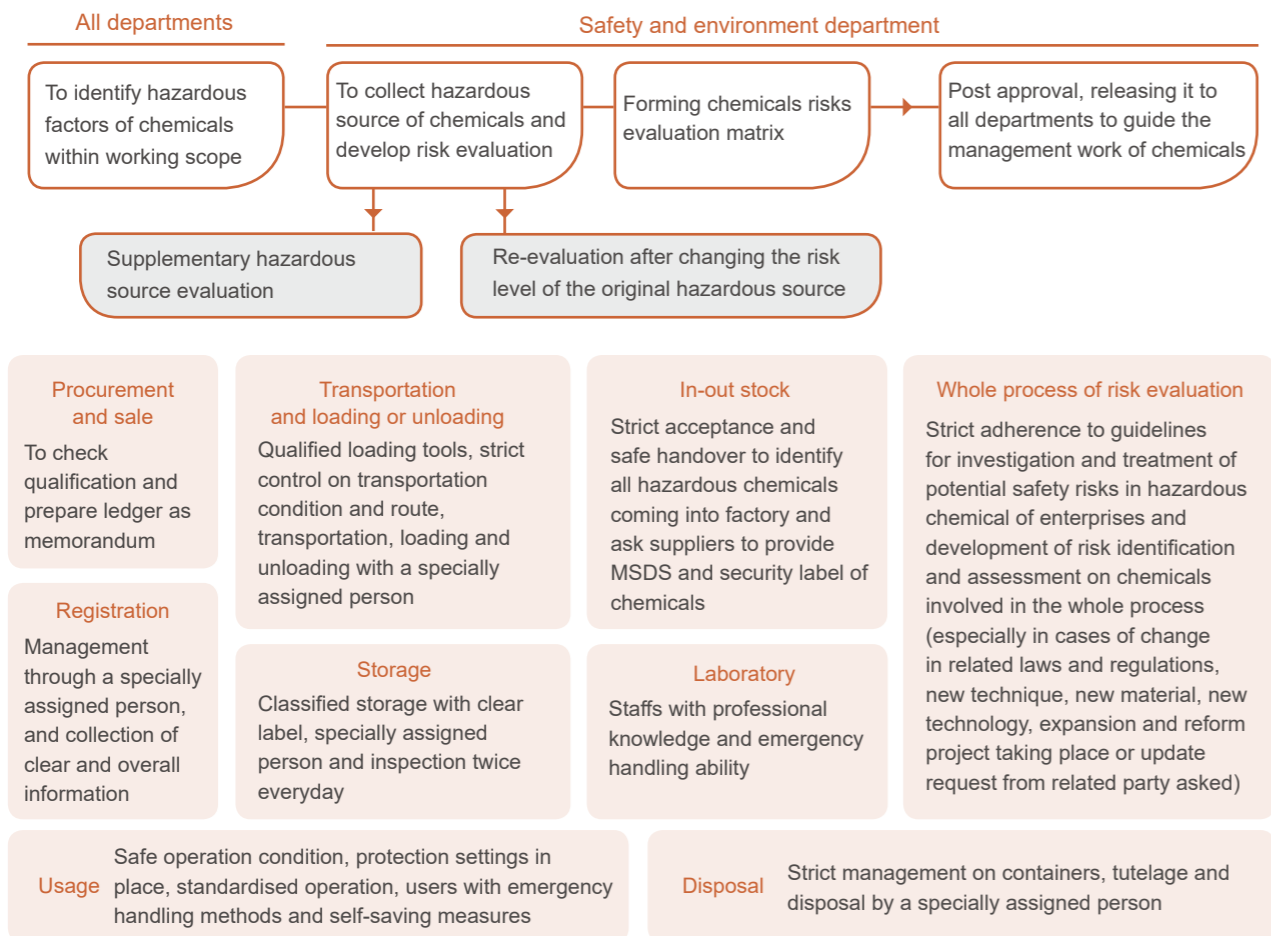 All departments
Safety and environment department
To identify hazardous
factors of chemicals
within working scope
To collect hazardous
source of chemicals and
develop risk evaluation
Forming chemicals risks
evaluation matrix
Post approval, releasing it to
all departments to guide the
management work of chemicals
Supplementary hazardous
source evaluation
Re-evaluation after changing the risk
level of the original hazardous source
Procurement
and sale
To check
qualification and
prepare ledger as
memorandum
Transportation
and loading or unloading
Qualified loading tools, strict
control on transportation
condition and route,
transportation, loading and
unloading with a specially
assigned person
In-out stock
Strict acceptance and
safe handover to identify
all hazardous chemicals
coming into factory and
ask suppliers to provide
MSDS and security label of
chemicals
Whole process of risk evaluation
Strict adherence to guidelines
for investigation and treatment of
potential safety risks in hazardous
chemical of enterprises and
development of risk identification
and assessment on chemicals
involved in the whole process
(especially in cases of change
in related laws and regulations,
new technique, new material, new
technology, expansion and reform
project taking place or update
request from related party asked)
Registration
Management
through a specially
assigned person,
and collection of
clear and overall
information
Storage
Classified storage with clear
label, specially assigned
person and inspection twice
everyday
Laboratory
Staffs with professional
knowledge and emergency
handling ability
Usage
Safe operation condition, protection settings in
place, standardised operation, users with emergency
handling methods and self-saving measures
Disposal
Strict management on containers, tutelage and
disposal by a specially assigned person